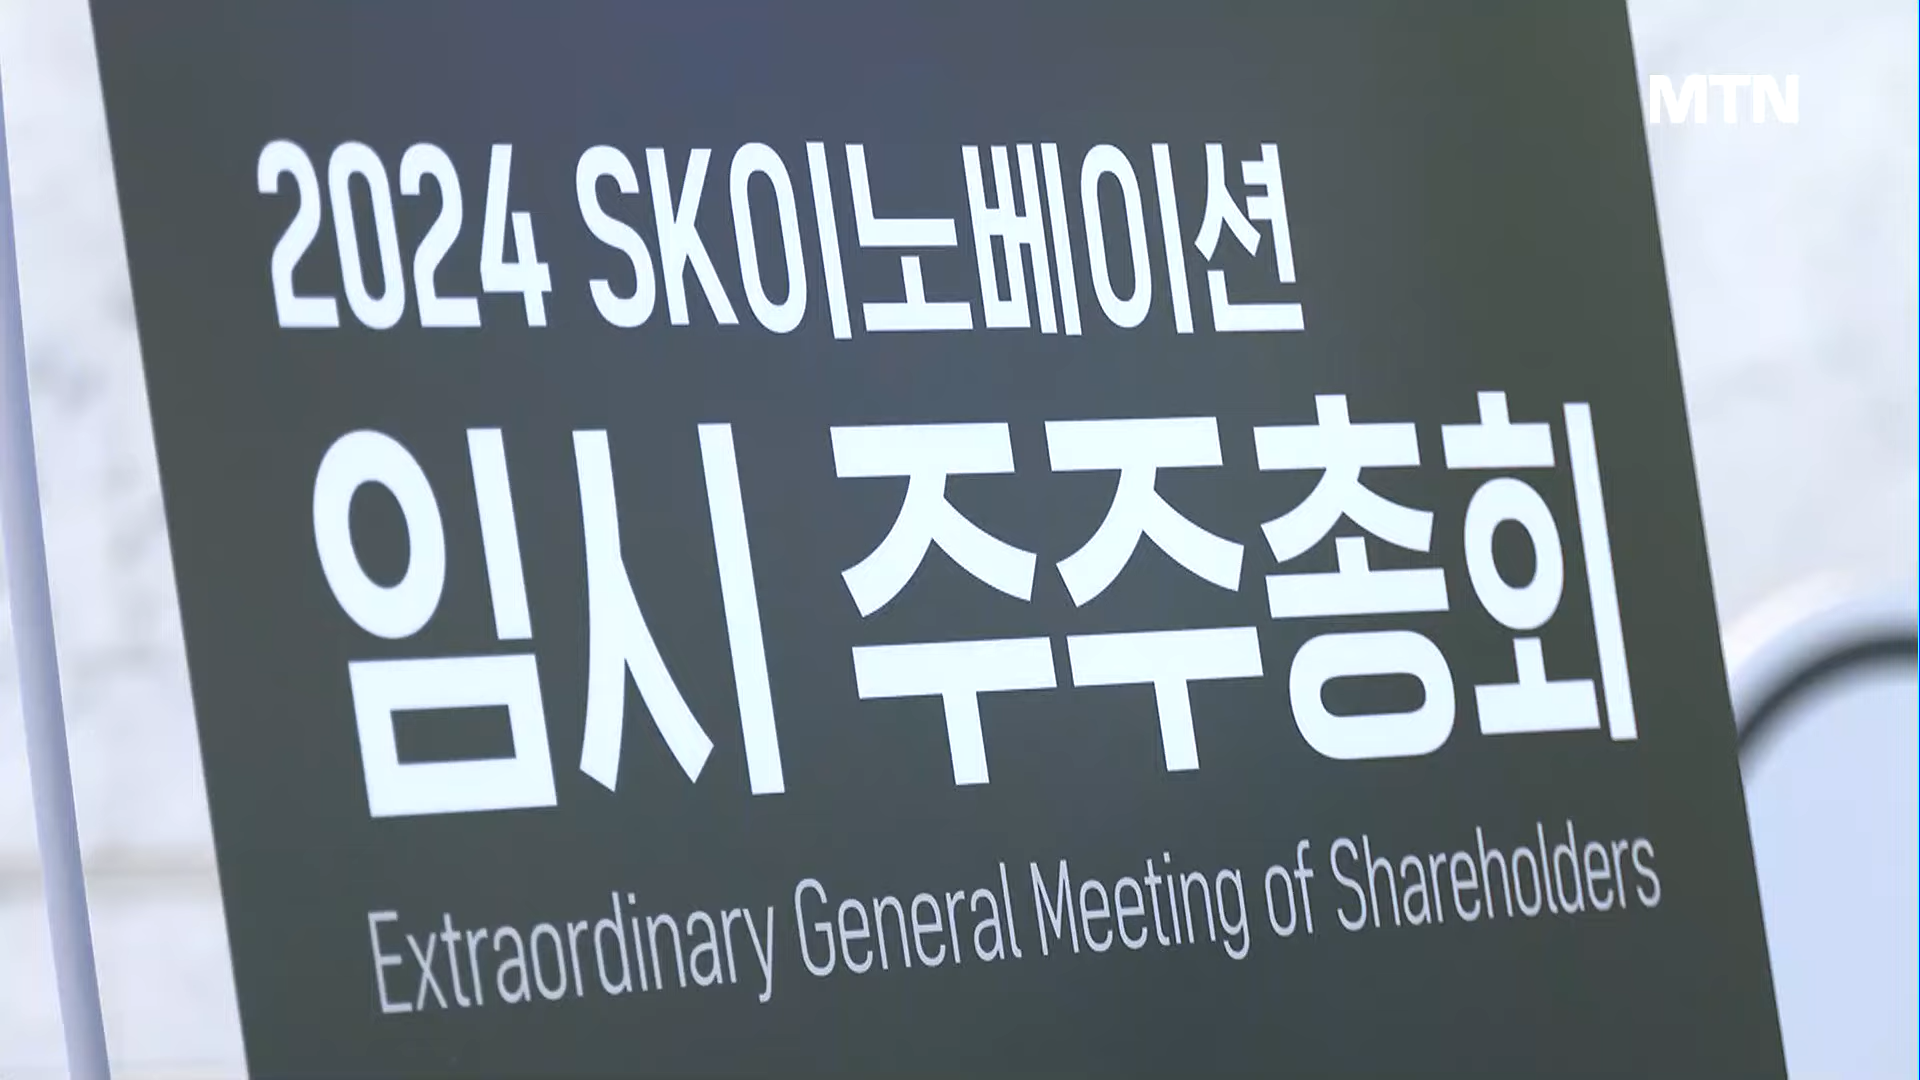 MTN
2024 SK이노베이션
임시 주주총회
Extraordinary General Meeting of Shareholders